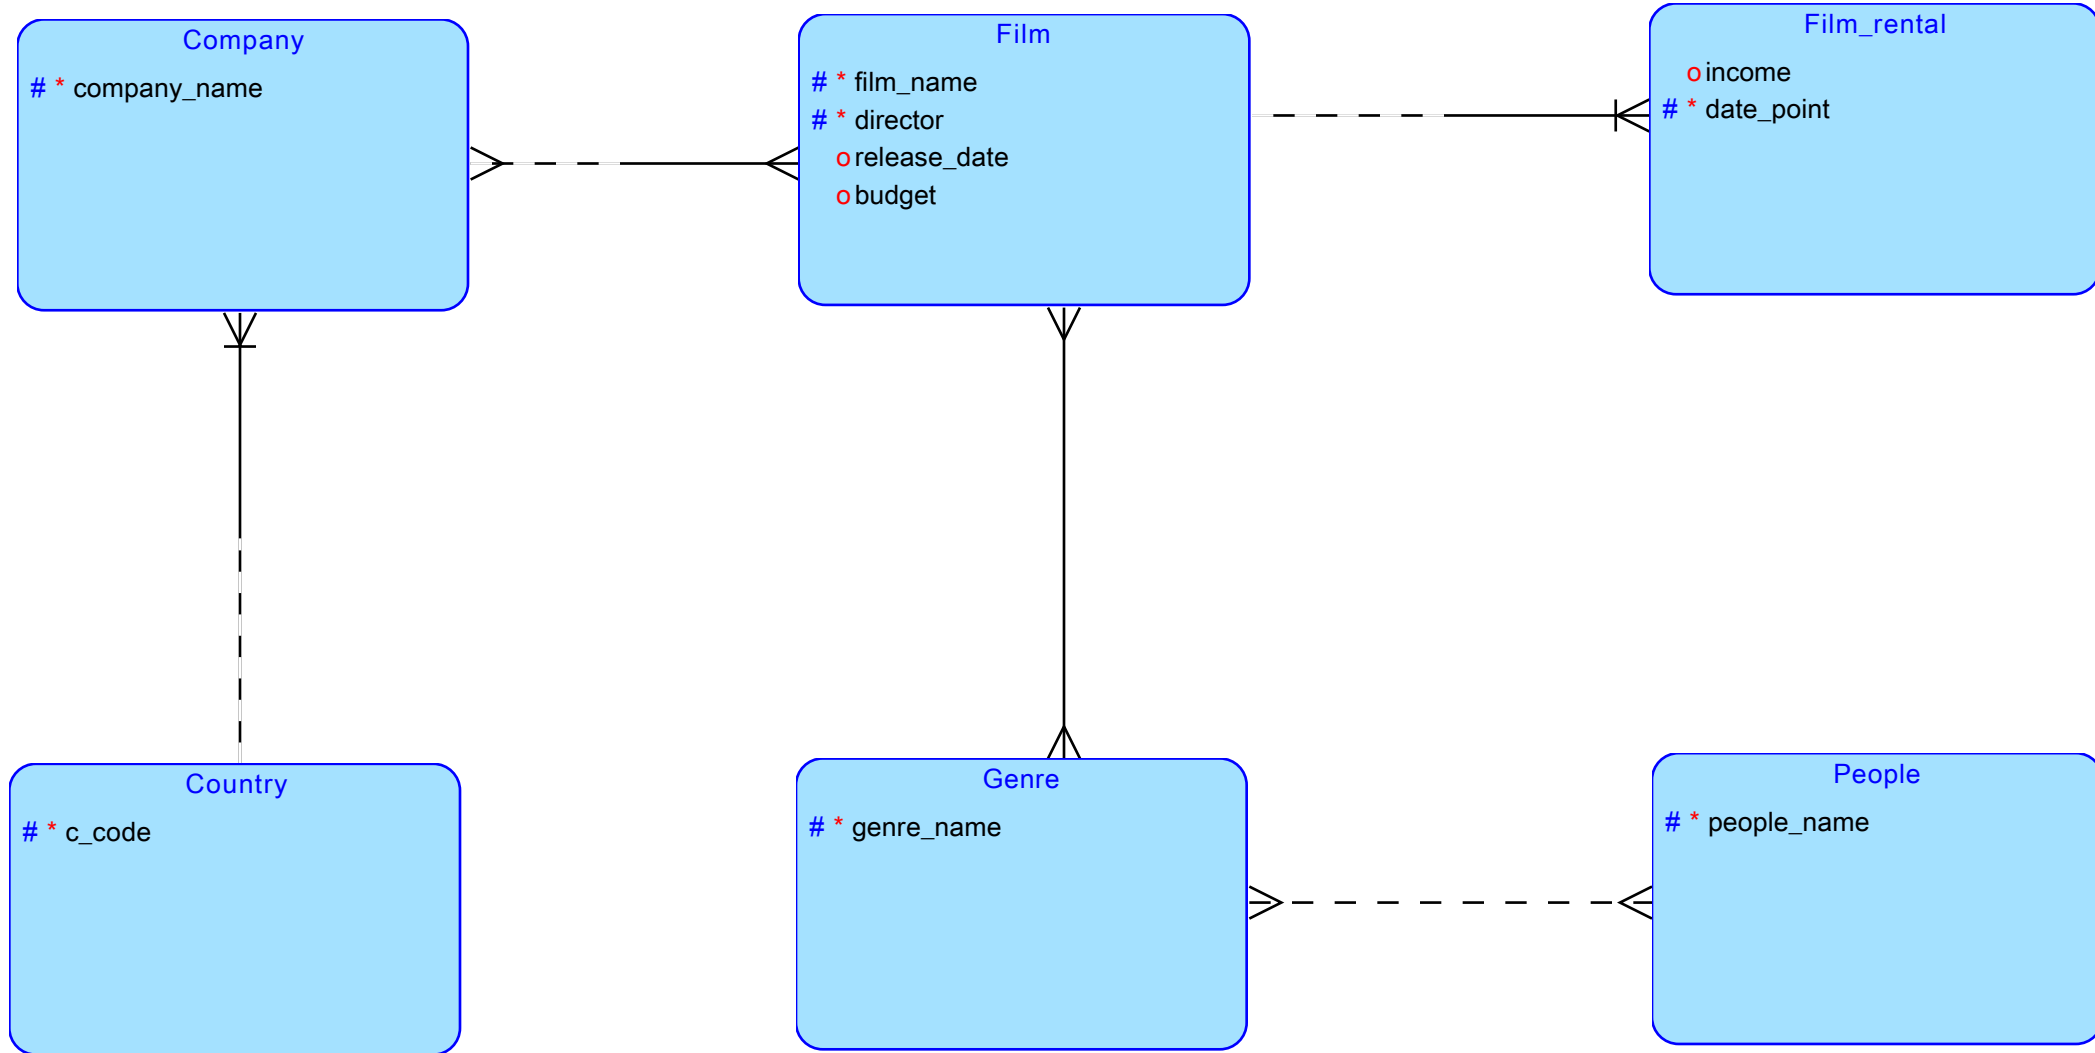 Company
# * company_name
Film
# * film_name
# * director
o release_date
o budget
Film_rental
o income
# * date_point
Country
# * c_code
Genre
# * genre_name
People
# * people_name